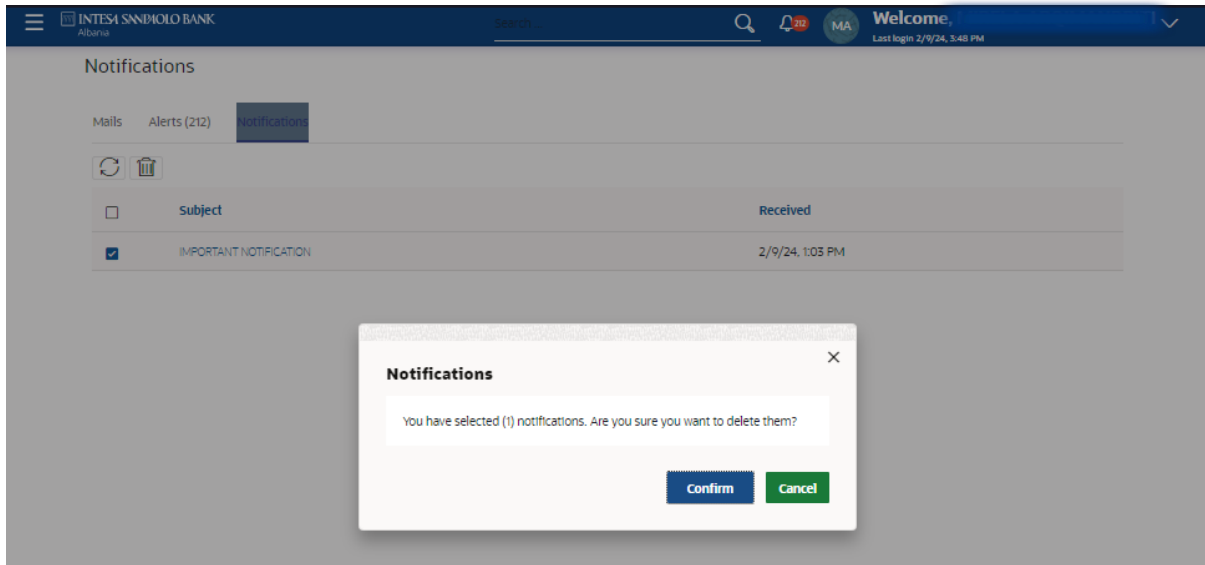 INTESA SANPAOLO BANK
Albania
Search ...
212
MA
Welcome,
Last login 2/9/24, 3:48 PM
Notifications
Mails Alerts (212) Notifications
Subject Received
IMPORTANT NOTIFICATION 2/9/24, 1:03 PM
Notifications
You have selected (1) notifications. Are you sure you want to delete them?
Confirm Cancel